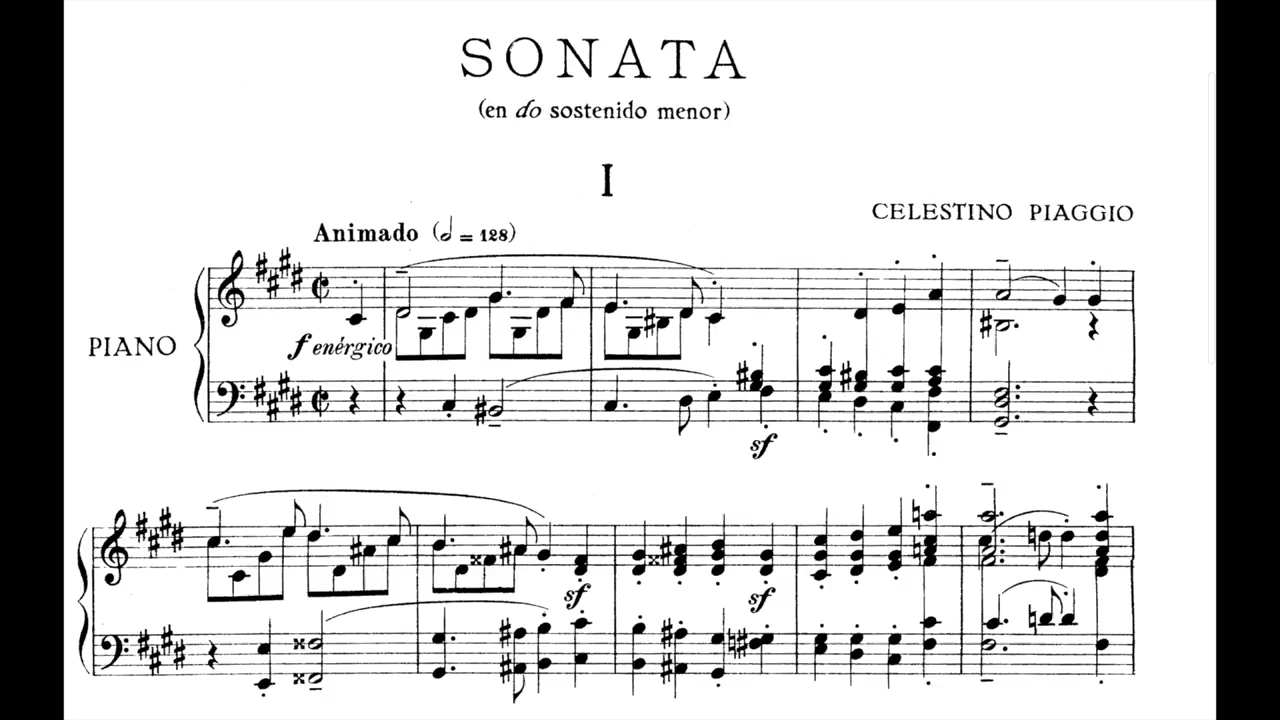 SONATA
(en do sostenido menor)
I
CELESTINO PIAGGIO
Animado (𝅗𝅥 = 128)
PIANO
f enérgico
sf
sf
sf